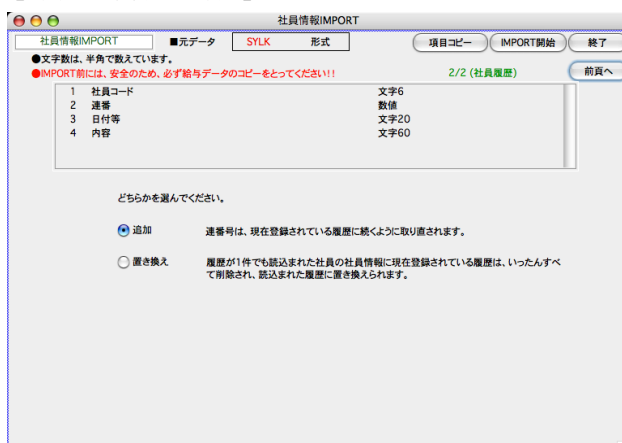 社員情報IMPORT
社員情報IMPORT ■元データ SYLK 形式 項目コピー IMPORT開始 終了
●文字数は、半角で数えています。
●IMPORT前には、安全のため、必ず給与データのコピーをとってください!! 2/2 (社員履歴) 前頁へ
1 社員コード 文字6
2 連番 数値
3 日付等 文字20
4 内容 文字60
どちらかを選んでください。
追加 連番号は、現在登録されている履歴に続くように取り直されます。
置き換え 履歴が1件でも読込まれた社員の社員情報に現在登録されている履歴は、いったんすべ
て削除され、読込まれた履歴に置き換えられます。